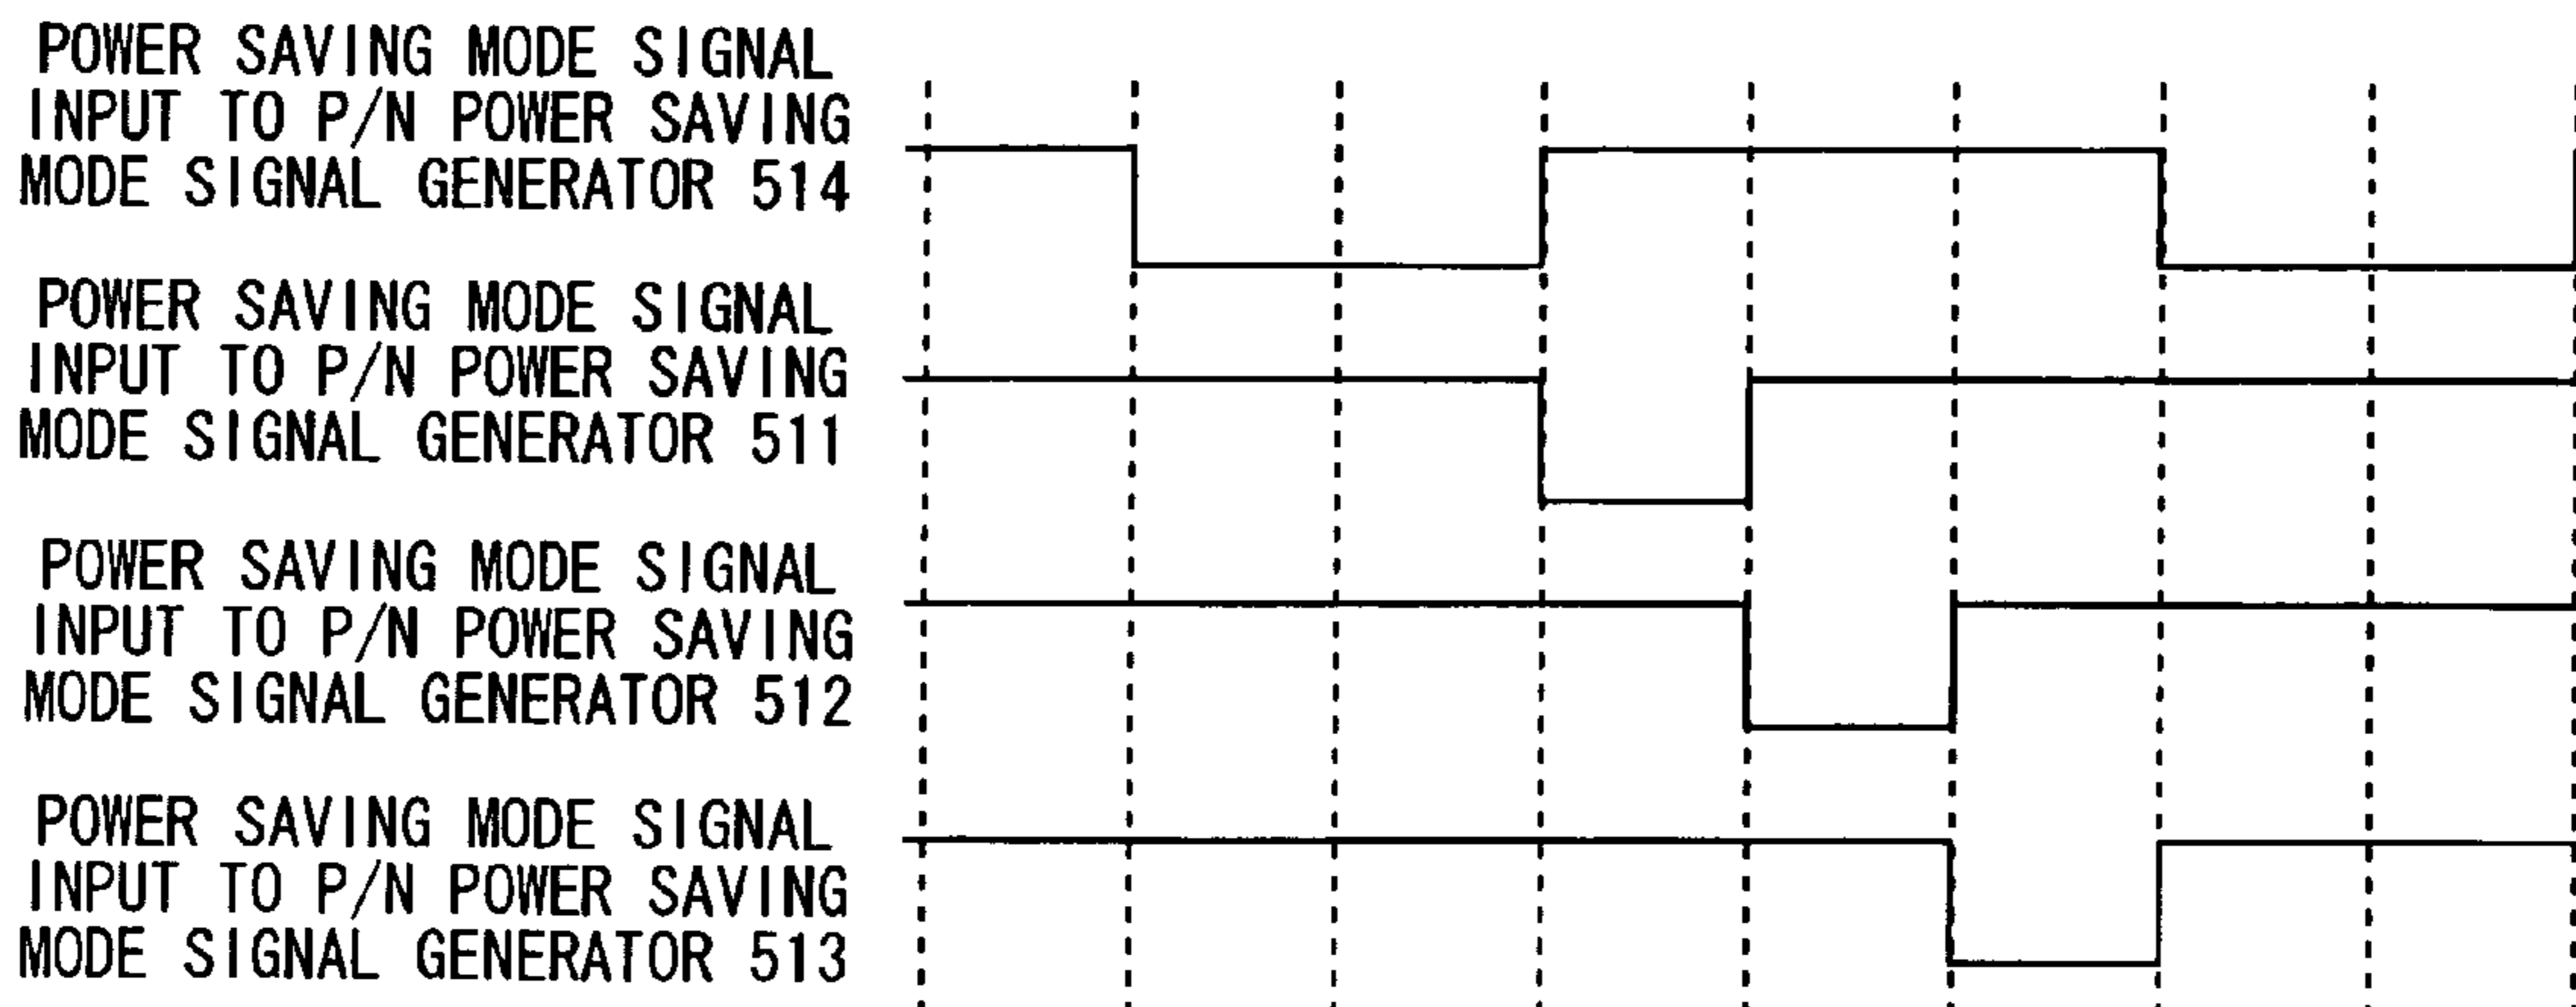 POWER SAVING MODE SIGNAL
INPUT TO P/N POWER SAVING
MODE SIGNAL GENERATOR 514
POWER SAVING MODE SIGNAL
INPUT TO P/N POWER SAVING
MODE SIGNAL GENERATOR 511
POWER SAVING MODE SIGNAL
INPUT TO P/N POWER SAVING
MODE SIGNAL GENERATOR 512
POWER SAVING MODE SIGNAL
INPUT TO P/N POWER SAVING
MODE SIGNAL GENERATOR 513